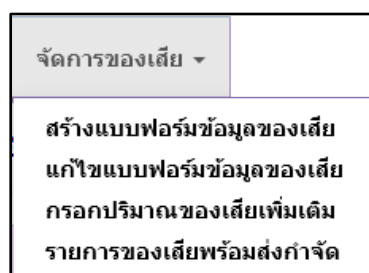 จัดการของเสีย
สร้างแบบฟอร์มข้อมูลของเสีย
แก้ไขแบบฟอร์มข้อมูลของเสีย
กรอกปริมาณของเสียเพิ่มเติม
รายการของเสียพร้อมส่งกำจัด